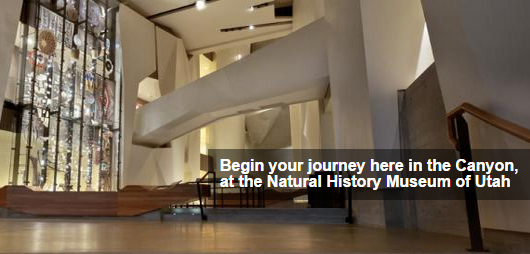 Begin your journey here in the Canyon,
at the Natural History Museum of Utah